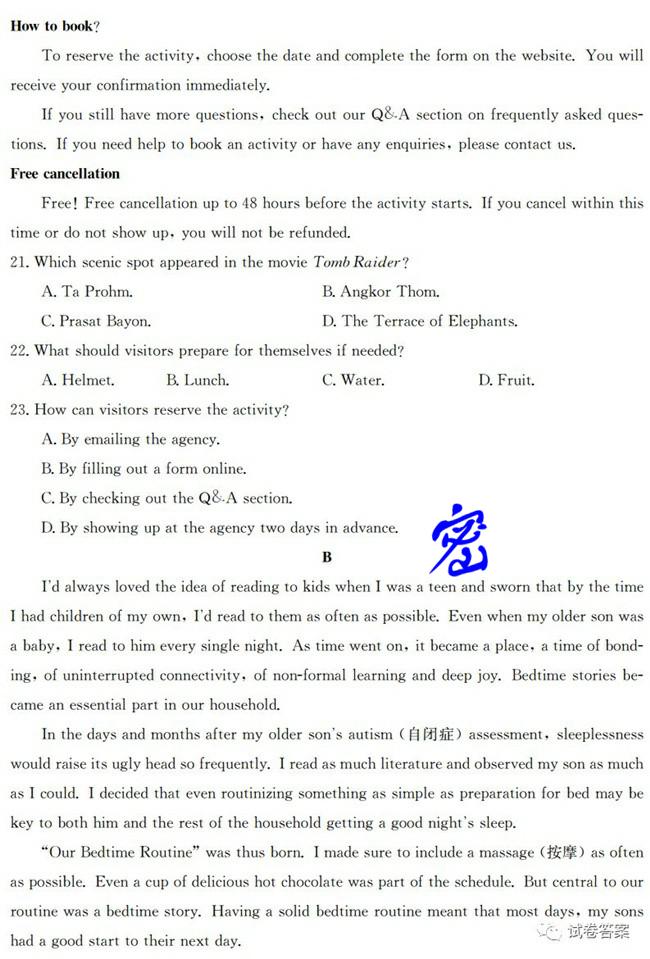 How to book?
To reserve the activity, choose the date and complete the form on the website. You will
receive your confirmation immediately.
If you still have more questions, check out our Q&A section on frequently asked ques-
tions. If you need help to book an activity or have any enquiries, please contact us.
Free cancellation
Free! Free cancellation up to 48 hours before the activity starts. If you cancel within this
time or do not show up, you will not be refunded.
21. Which scenic spot appeared in the movie Tomb Raider?
A. Ta Prohm. B. Angkor Thom.
C. Prasat Bayon. D. The Terrace of Elephants.
22. What should visitors prepare for themselves if needed?
A. Helmet. B. Lunch. C. Water. D. Fruit.
23. How can visitors reserve the activity?
A. By emailing the agency.
B. By filling out a form online.
C. By checking out the Q&A section.
D. By showing up at the agency two days in advance.
密
B
I'd always loved the idea of reading to kids when I was a teen and sworn that by the time
I had children of my own, I'd read to them as often as possible. Even when my older son was
a baby, I read to him every single night. As time went on, it became a place, a time of bond-
ing, of uninterrupted connectivity, of non-formal learning and deep joy. Bedtime stories be-
came an essential part in our household.
In the days and months after my older son's autism (自闭症) assessment, sleeplessness
would raise its ugly head so frequently. I read as much literature and observed my son as much
as I could. I decided that even routinizing something as simple as preparation for bed may be
key to both him and the rest of the household getting a good night's sleep.
“Our Bedtime Routine” was thus born. I made sure to include a massage (按摩) as often
as possible. Even a cup of delicious hot chocolate was part of the schedule. But central to our
routine was a bedtime story. Having a solid bedtime routine meant that most days, my sons
had a good start to their next day.
试卷答案